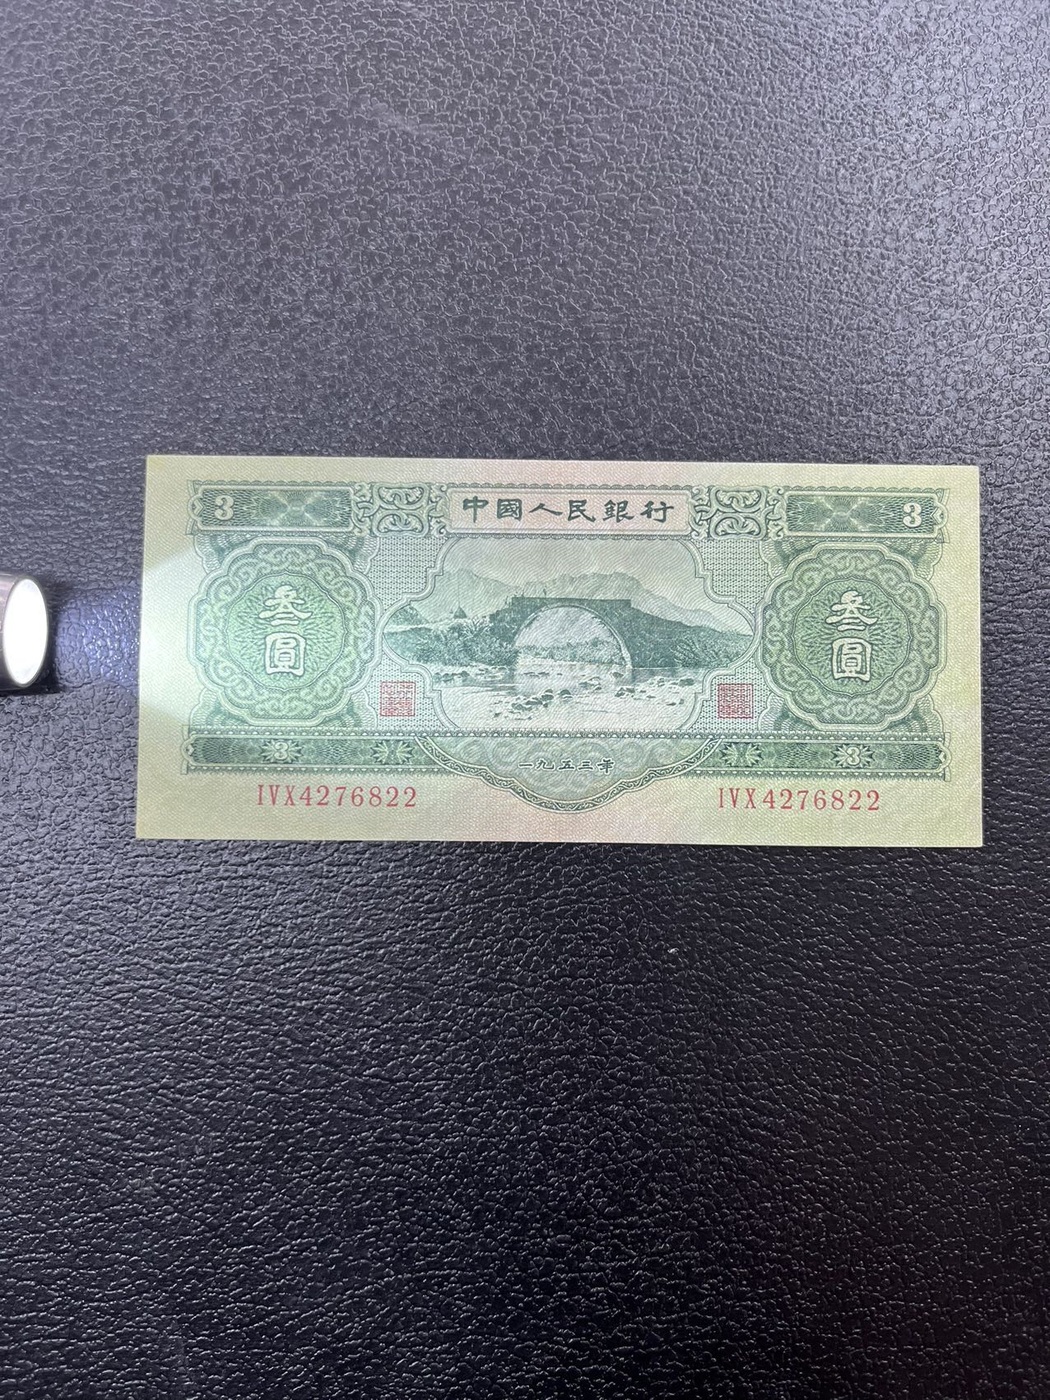 3 中國人民銀行 3
叁 叁
圓 圓
3 一九五三年 3
IVX4276822 IVX4276822